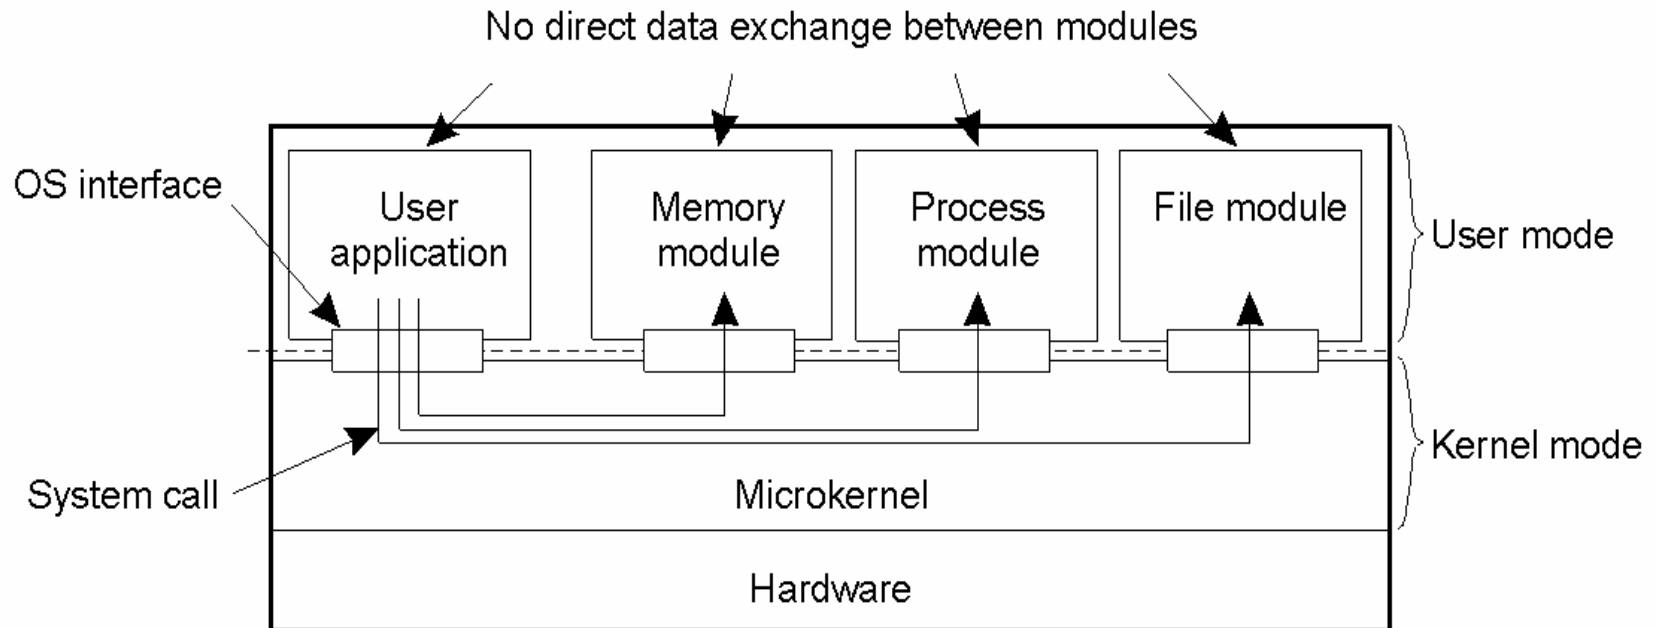 No direct data exchange between modules
OS interface
User
application
Memory
module
Process
module
File module
User mode
System call
Kernel mode
Microkernel
Hardware